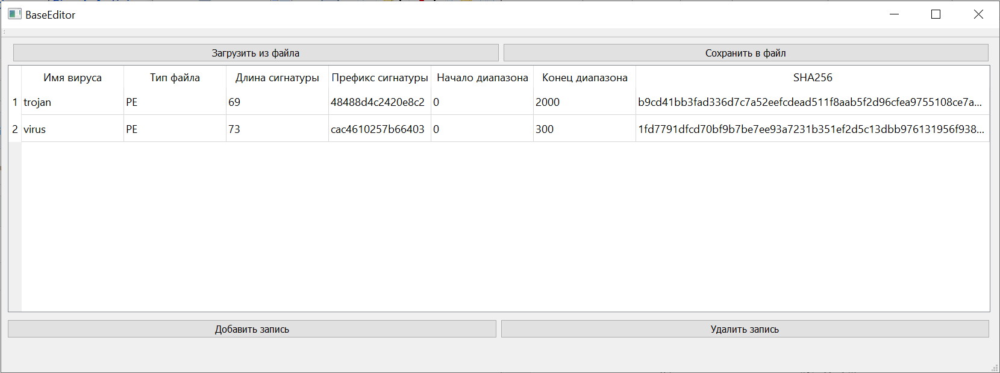 BaseEditor
Загрузить из файла Сохранить в файл
Имя вируса Тип файла Длина сигнатуры Префикс сигнатуры Начало диапазона Конец диапазона SHA256
1 trojan PE 69 48488d4c2420e8c2 0 2000 b9cd41bb3fad336d7c7a52eefcdead511f8aab5f2d96cfea9755108ce7a...
2 virus PE 73 cac4610257b66403 0 300 1fd7791dfcd70bf9b7be7ee93a7231b351ef2d5c13dbb976131956f938...
Добавить запись Удалить запись